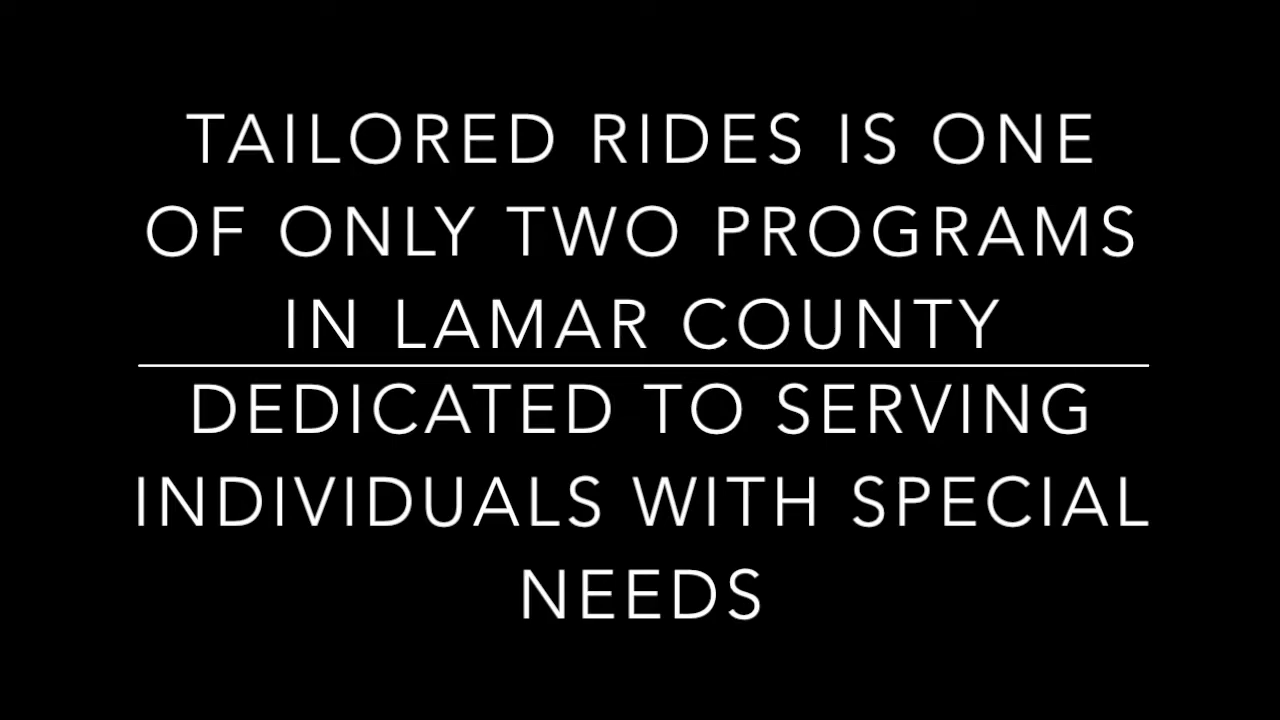 TAILORED RIDES IS ONE
OF ONLY TWO PROGRAMS
IN LAMAR COUNTY
DEDICATED TO SERVING
INDIVIDUALS WITH SPECIAL
NEEDS